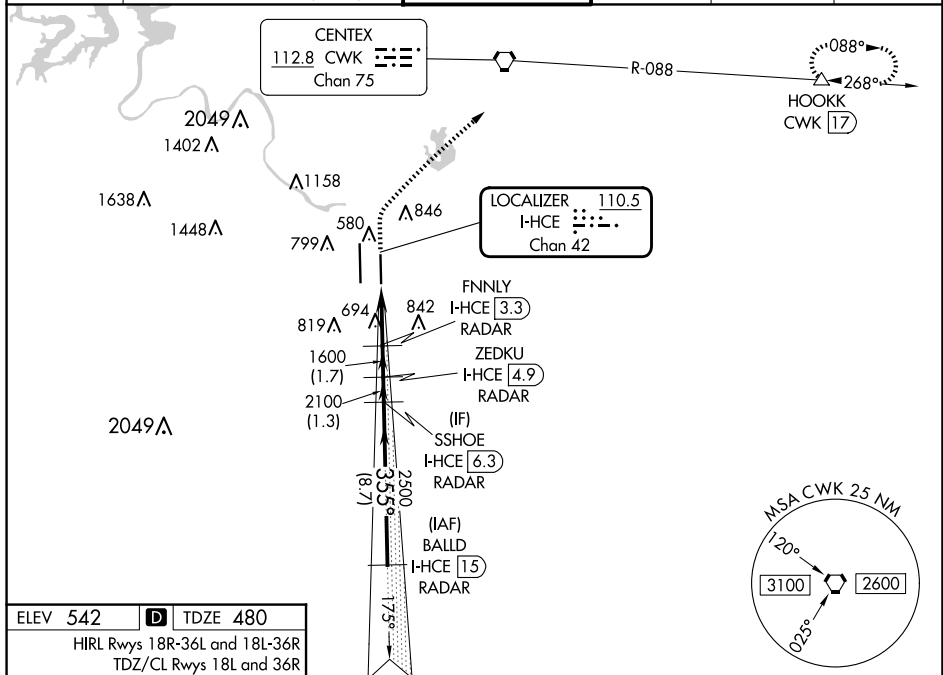 CENTEX
112.8 CWK
Chan 75
R-088
088°
268°
HOOKK
CWK 17
2049
1402
1158
1638
1448
580
846
799
LOCALIZER 110.5
I-HCE
Chan 42
FNNLY
I-HCE 3.3
RADAR
694
842
819
1600
(1.7)
ZEDKU
I-HCE 4.9
RADAR
2100
(1.3)
2049
(IF)
SSHOE
I-HCE 6.3
RADAR
2500
355°
(8.7)
(IAF)
BALLD
I-HCE 15
RADAR
175°
MSA CWK 25 NM
120°
3100
2600
025°
ELEV 542 D TDZE 480
HIRL Rwys 18R-36L and 18L-36R
TDZ/CL Rwys 18L and 36R